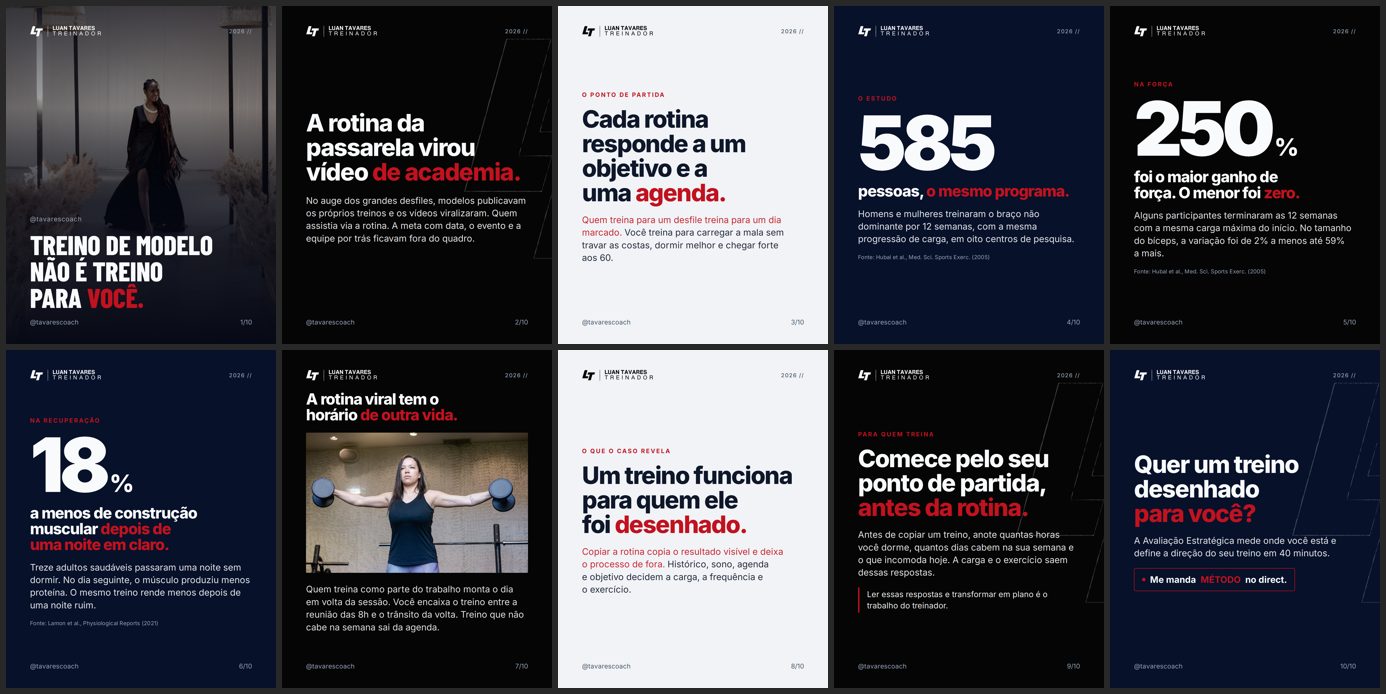 LT | LUAN TAVARES
TREINADOR
2026 //
@tavarescoach
TREINO DE MODELO
NÃO É TREINO
PARA VOCÊ.
@tavarescoach
1/10
LT | LUAN TAVARES
TREINADOR
2026 //
A rotina da
passarela virou
vídeo de academia.
No auge dos grandes desfiles, modelos publicavam
os próprios treinos e os vídeos viralizaram. Quem
assistia via a rotina. A meta com data, o evento e a
equipe por trás ficavam fora do quadro.
@tavarescoach
2/10
LT | LUAN TAVARES
TREINADOR
2026 //
O PONTO DE PARTIDA
Cada rotina
responde a um
objetivo e a
uma agenda.
Quem treina para um desfile treina para um dia
marcado. Você treina para carregar a mala sem
travar as costas, dormir melhor e chegar forte
aos 60.
@tavarescoach
3/10
LT | LUAN TAVARES
TREINADOR
2026 //
O ESTUDO
585
pessoas, o mesmo programa.
Homens e mulheres treinaram o braço não
dominante por 12 semanas, com a mesma
progressão de carga, em oito centros de pesquisa.
Fonte: Hubal et al., Med. Sci. Sports Exerc. (2005)
@tavarescoach
4/10
LT | LUAN TAVARES
TREINADOR
2026 //
NA FORÇA
250%
foi o maior ganho de
força. O menor foi zero.
Alguns participantes terminaram as 12 semanas
com a mesma carga máxima do início. No tamanho
do bíceps, a variação foi de 2% a menos até 59%
a mais.
Fonte: Hubal et al., Med. Sci. Sports Exerc. (2005)
@tavarescoach
5/10
LT | LUAN TAVARES
TREINADOR
2026 //
NA RECUPERAÇÃO
18%
a menos de construção
muscular depois de
uma noite em claro.
Treze adultos saudáveis passaram uma noite sem
dormir. No dia seguinte, o músculo produziu menos
proteína. O mesmo treino rende menos depois de
uma noite ruim.
Fonte: Lamon et al., Physiological Reports (2021)
@tavarescoach
6/10
LT | LUAN TAVARES
TREINADOR
2026 //
A rotina viral tem o
horário de outra vida.
Quem treina como parte do trabalho monta o dia
em volta da sessão. Você encaixa o treino entre a
reunião das 8h e o trânsito da volta. Treino que não
cabe na semana sai da agenda.
@tavarescoach
7/10
LT | LUAN TAVARES
TREINADOR
2026 //
O QUE O CASO REVELA
Um treino funciona
para quem ele
foi desenhado.
Copiar a rotina copia o resultado visível e deixa
o processo de fora. Histórico, sono, agenda
e objetivo decidem a carga, a frequência e
o exercício.
@tavarescoach
8/10
LT | LUAN TAVARES
TREINADOR
2026 //
PARA QUEM TREINA
Comece pelo seu
ponto de partida,
antes da rotina.
Antes de copiar um treino, anote quantas horas
você dorme, quantos dias cabem na sua semana e
o que incomoda hoje. A carga e o exercício saem
dessas respostas.
Ler essas respostas e transformar em plano é o
trabalho do treinador.
@tavarescoach
9/10
LT | LUAN TAVARES
TREINADOR
2026 //
Quer um treino
desenhado
para você?
A Avaliação Estratégica mede onde você está e
define a direção do seu treino em 40 minutos.
• Me manda MÉTODO no direct.
@tavarescoach
10/10